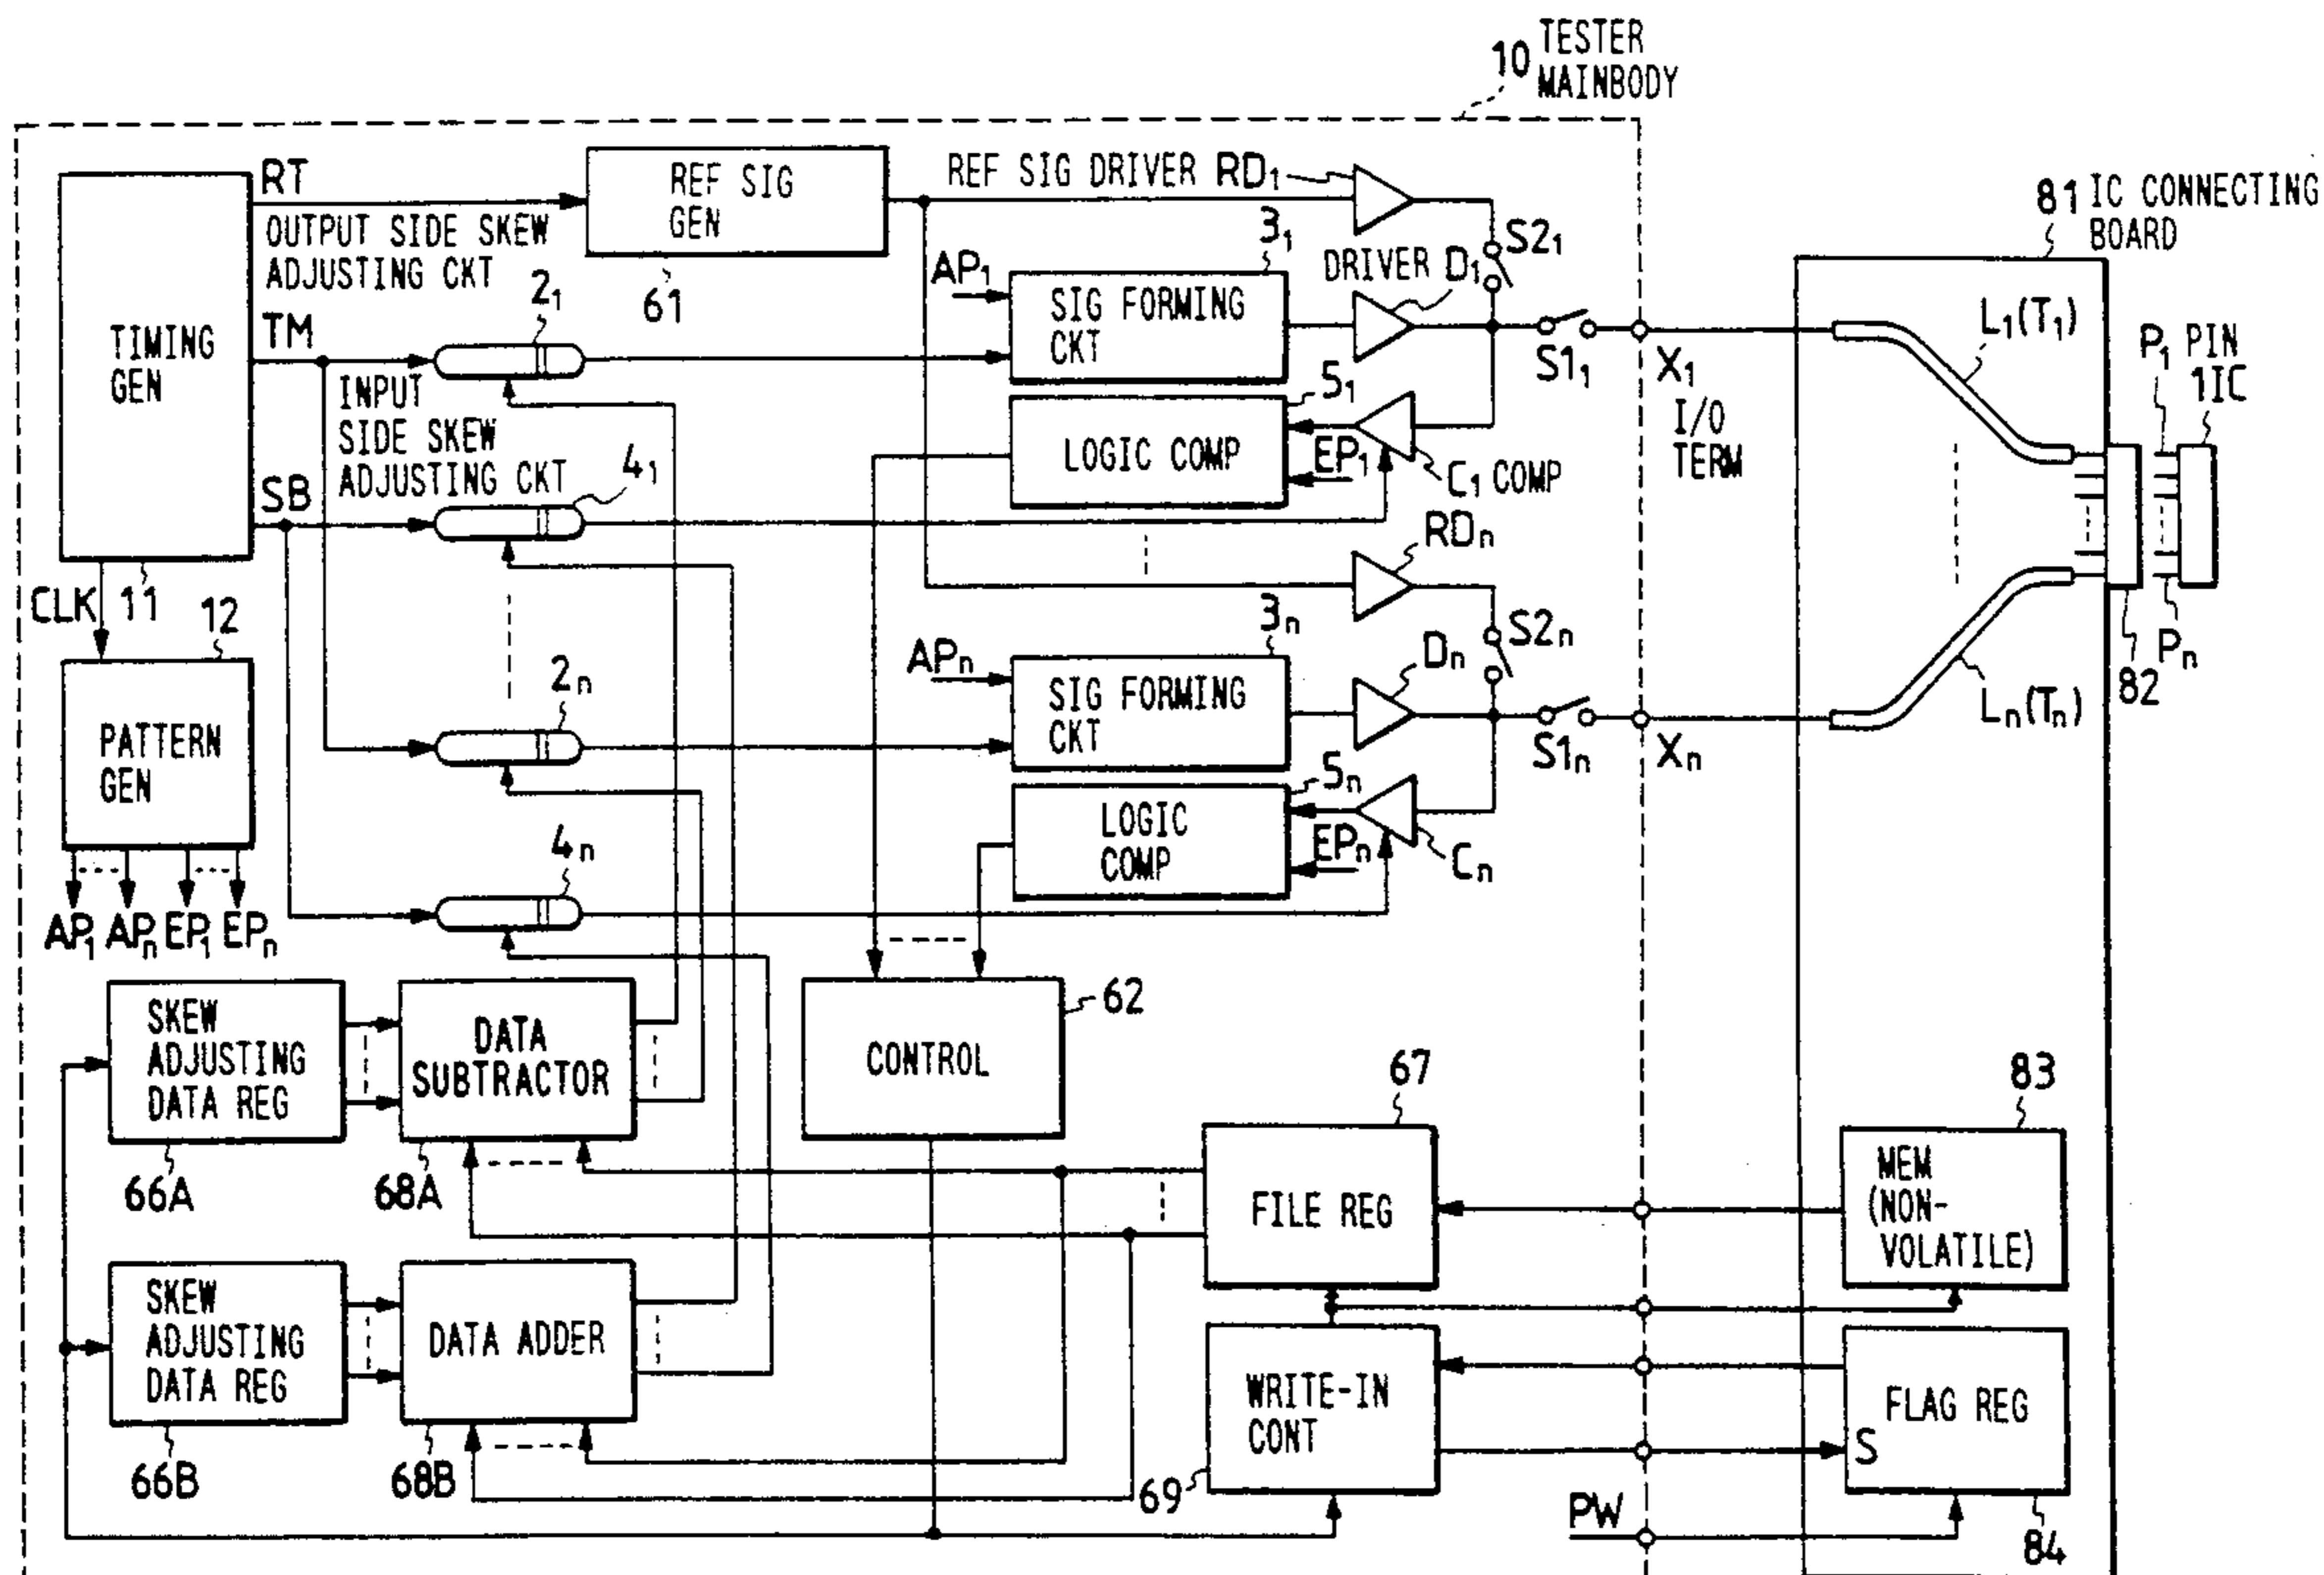 10 TESTER
MAINBODY
RT
REF SIG
GEN
61
REF SIG DRIVER RD1
S21
81 IC CONNECTING
BOARD
OUTPUT SIDE SKEW
ADJUSTING CKT
21
TM
TIMING
GEN
11
AP1
31
SIG FORMING
CKT
DRIVER D1
S11
X1
I/O
TERM
L1(T1)
P1 PIN
1IC
INPUT
SIDE SKEW
ADJUSTING CKT
41
SB
51
LOGIC COMP
EP1
C1 COMP
CLK
12
PATTERN
GEN
AP1 APn EP1 EPn
2n
4n
RDn
S2n
APn
3n
SIG FORMING
CKT
Dn
S1n
Xn
Ln(Tn)
82
Pn
5n
LOGIC
COMP
EPn
Cn
SKEW
ADJUSTING
DATA REG
66A
DATA
SUBTRACTOR
68A
CONTROL
62
67
FILE REG
83
MEM
(NON-
VOLATILE)
SKEW
ADJUSTING
DATA REG
66B
DATA ADDER
68B
WRITE-IN
CONT
69
FLAG REG
S
PW
84